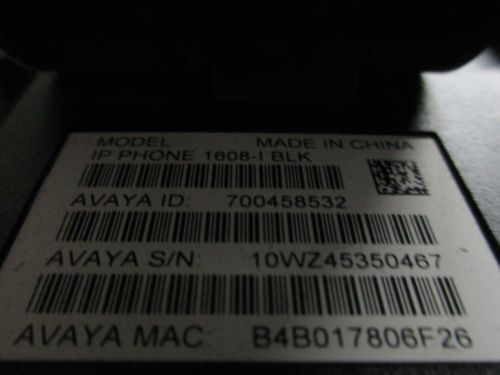 MODEL: MADE IN CHINA
IP PHONE 1608-I BLK
AVAYA ID: 700458532
AVAYA S/N: 10WZ45350467
AVAYA MAC: B4B017806F26